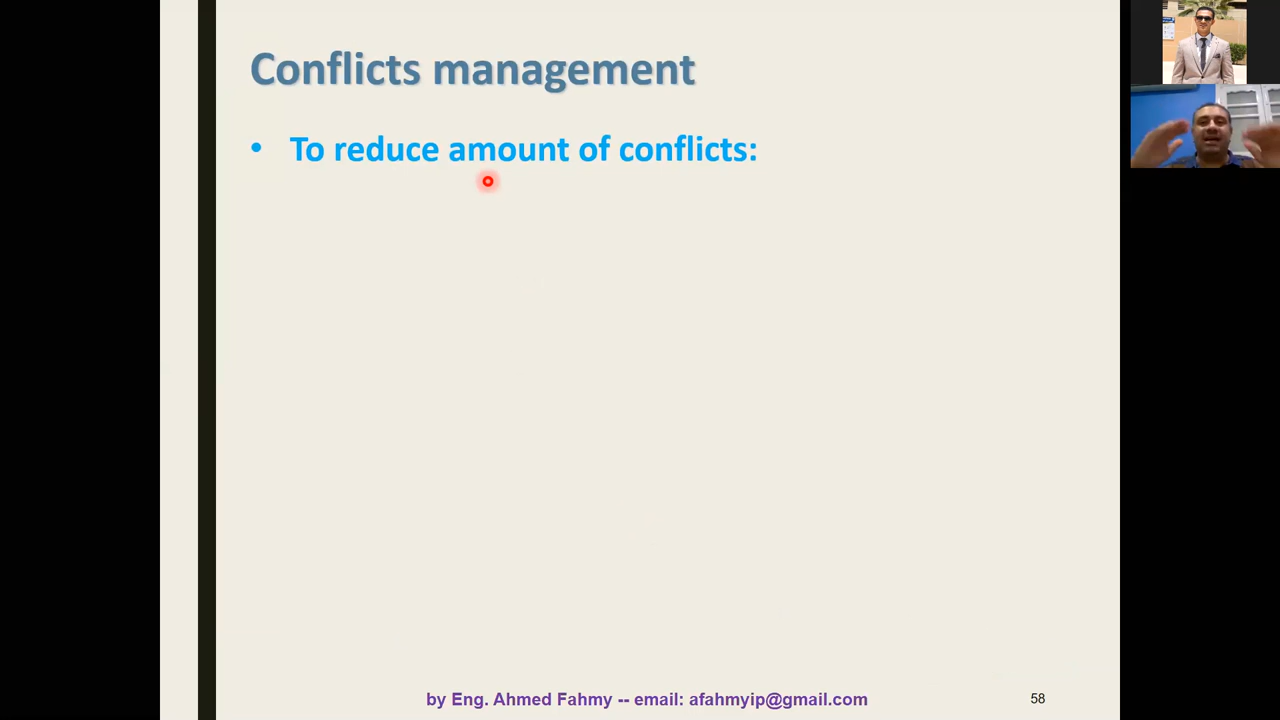 Conflicts management
• To reduce amount of conflicts:
by Eng. Ahmed Fahmy -- email: afahmyip@gmail.com
58